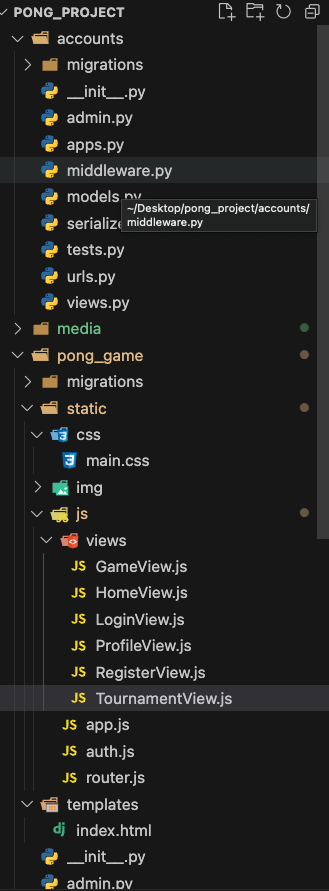 PONG_PROJECT
accounts
migrations
__init__.py
admin.py
apps.py
middleware.py
models.py
~/Desktop/pong_project/accounts/
middleware.py
tests.py
urls.py
views.py
media
pong_game
migrations
static
css
main.css
img
js
views
JS GameView.js
JS HomeView.js
JS LoginView.js
JS ProfileView.js
JS RegisterView.js
JS TournamentView.js
JS app.js
JS auth.js
JS router.js
templates
dj index.html
__init__.py
admin.py